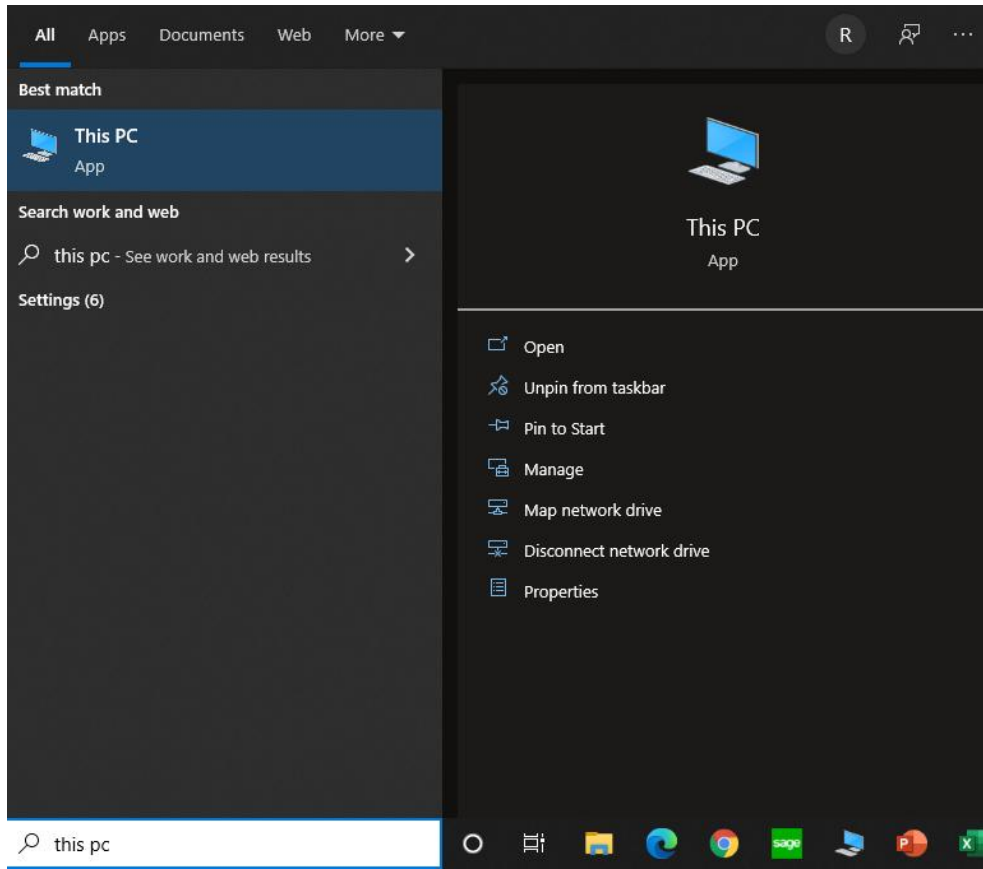 All Apps Documents Web More R
Best match
This PC
App
Search work and web
this pc - See work and web results
Settings (6)
This PC
App
Open
Unpin from taskbar
Pin to Start
Manage
Map network drive
Disconnect network drive
Properties
this pc
sage
P
X